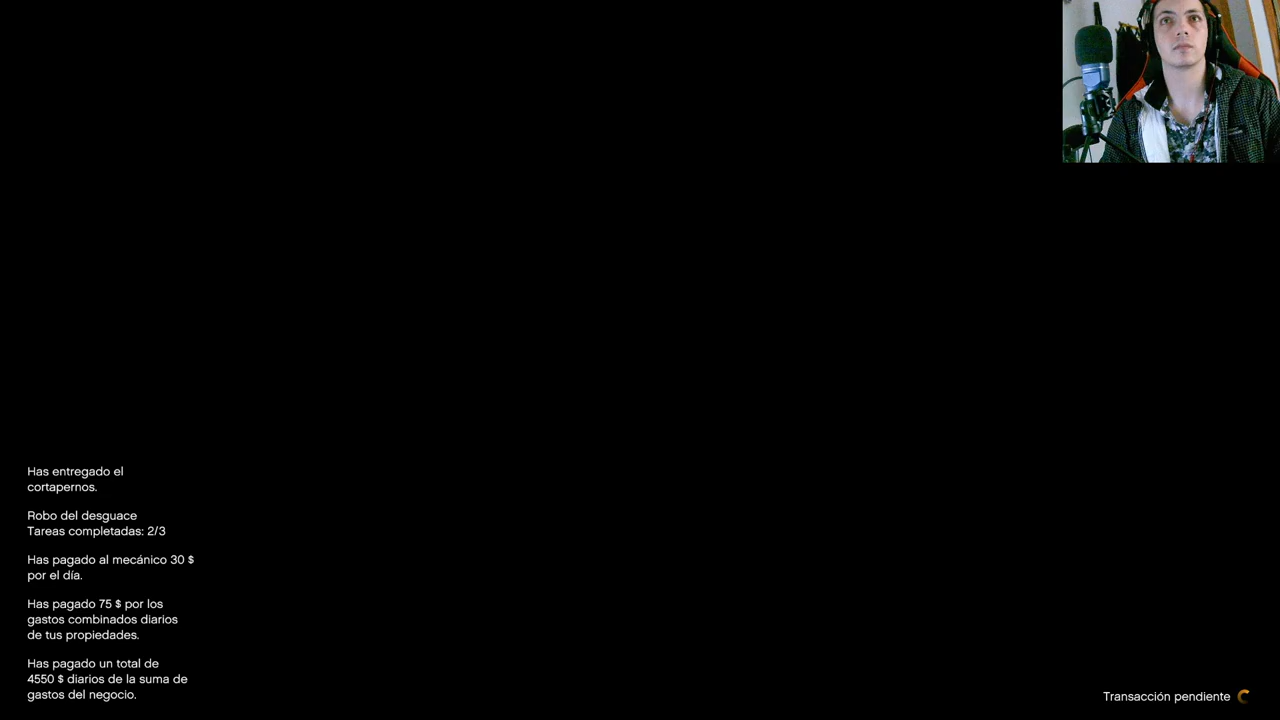 Has entregado el
cortapernos.
Robo del desguace
Tareas completadas: 2/3
Has pagado al mecánico 30 $
por el día.
Has pagado 75 $ por los
gastos combinados diarios
de tus propiedades.
Has pagado un total de
4550 $ diarios de la suma de
gastos del negocio.
Transacción pendiente